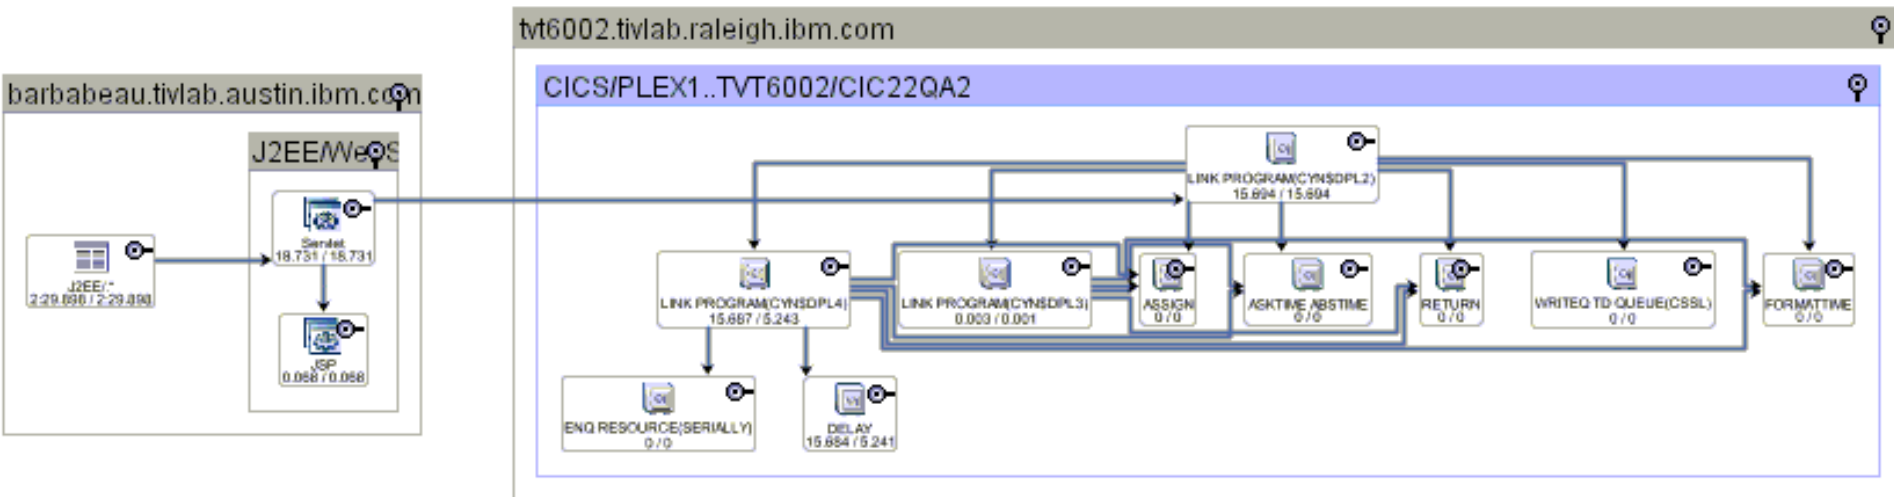 tvt6002.tivlab.raleigh.ibm.com
barbabeau.tivlab.austin.ibm.com
CICS/PLEX1..TVT6002/CIC22QA2
J2EE/WebS
LINK PROGRAM(CYN$DPL2)
15.694 / 15.694
Servlet
18.731 / 18.731
J2EE/.*
2:29.898 / 2:29.898
JSP
0.068 / 0.068
LINK PROGRAM(CYN$DPL4)
15.687 / 5.243
LINK PROGRAM(CYN$DPL3)
0.003 / 0.001
ASSIGN
0 / 0
ASKTIME ABSTIME
0 / 0
RETURN
0 / 0
WRITEQ TD QUEUE(CSSL)
0 / 0
FORMATTIME
0 / 0
ENQ RESOURCE(SERIALLY)
0 / 0
DELAY
15.684 / 5.241